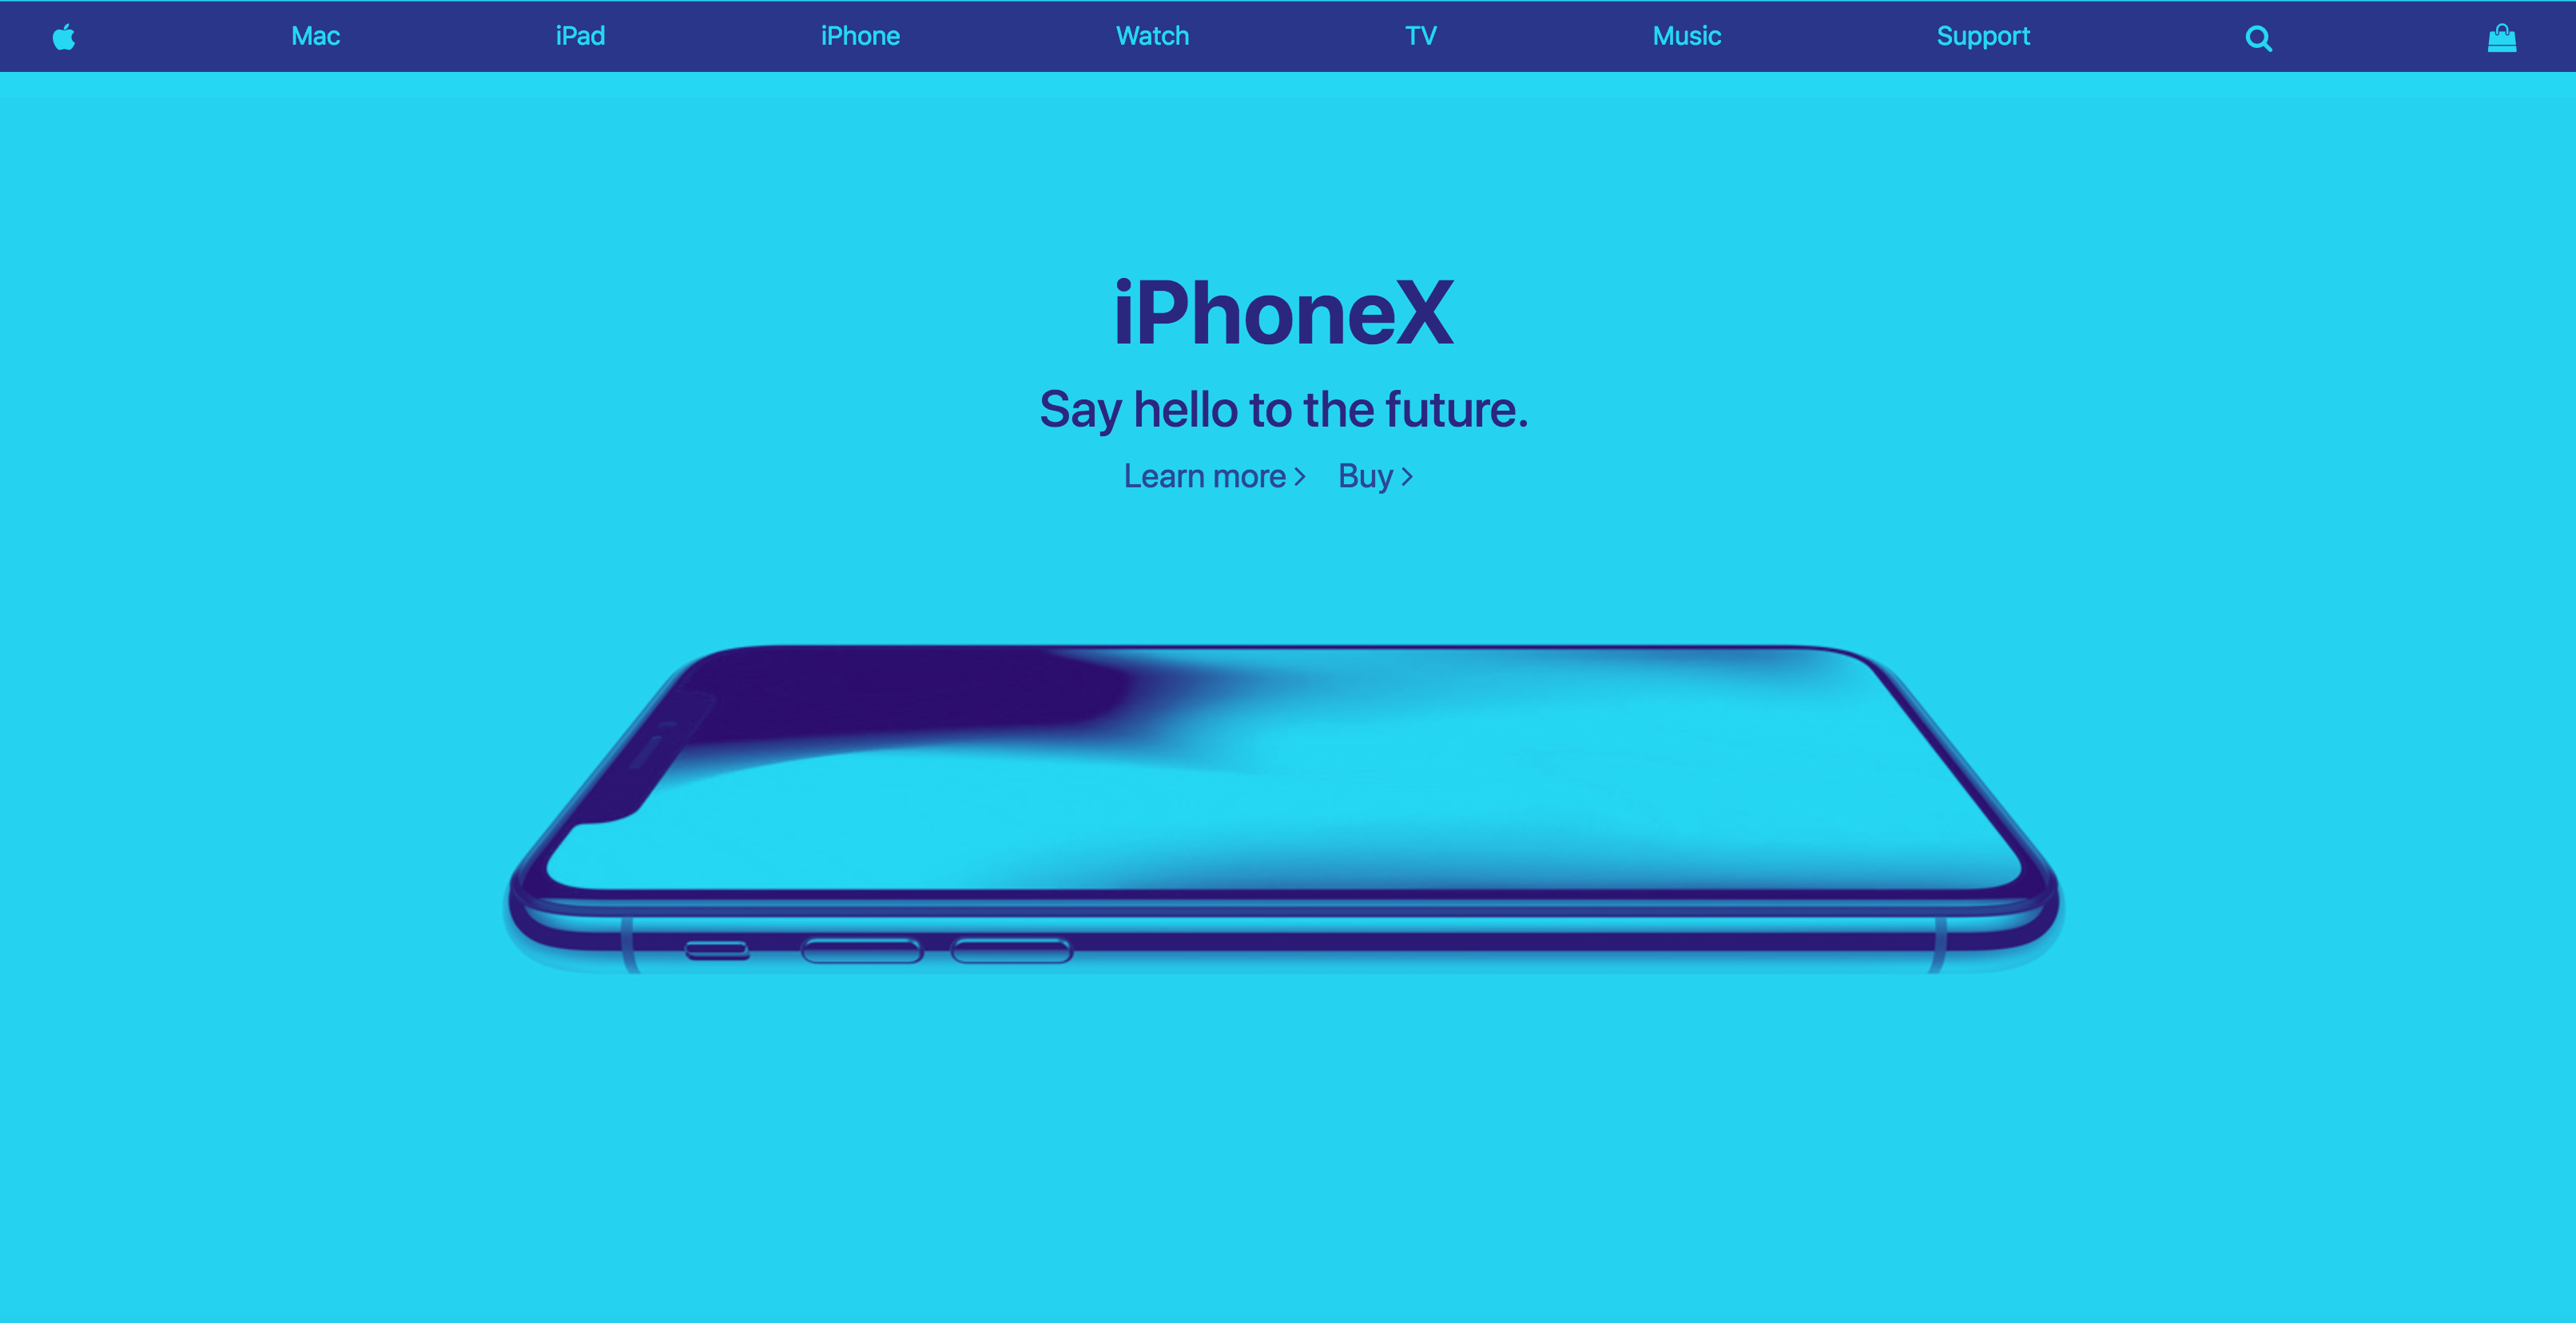 Mac iPad iPhone Watch TV Music Support
iPhoneX
Say hello to the future.
Learn more > Buy >